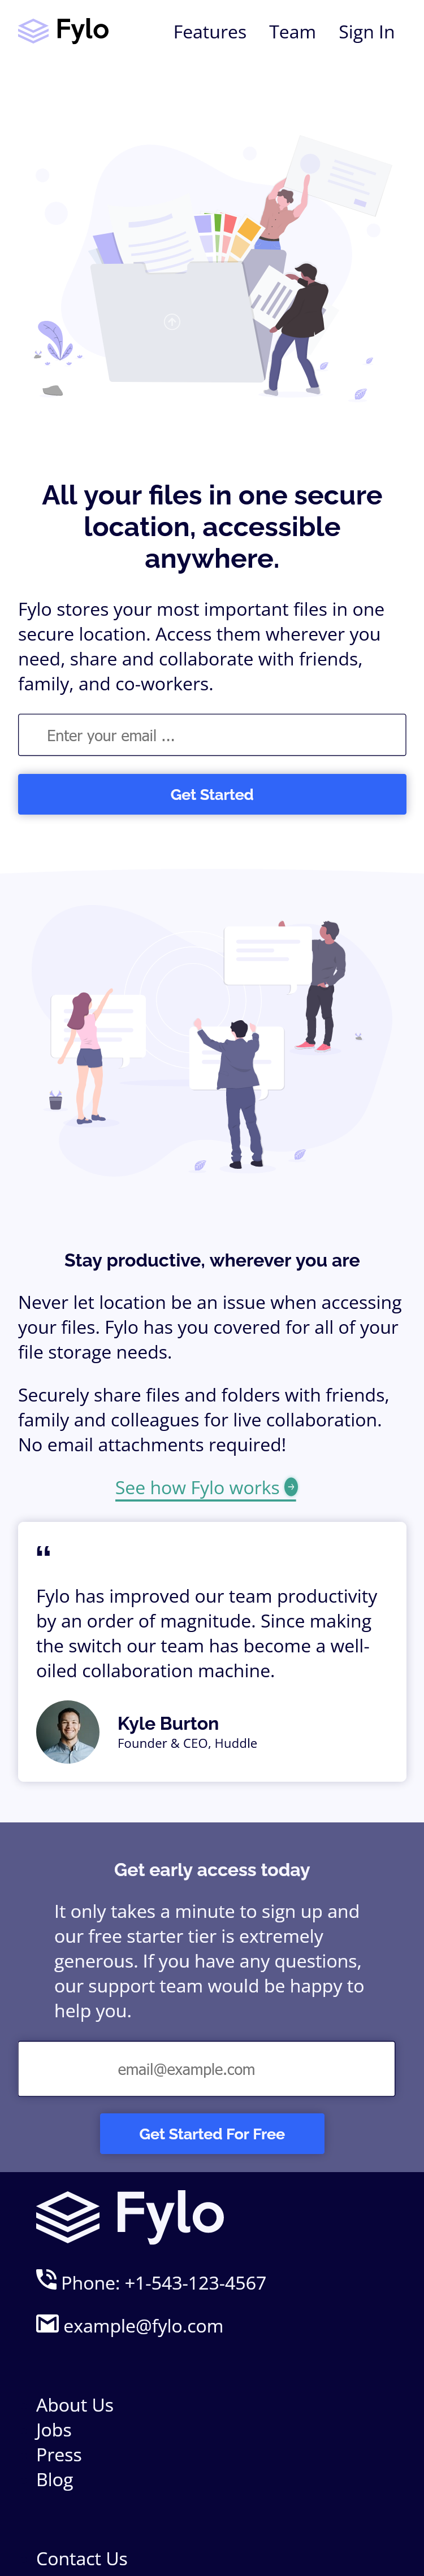 Fylo
Features Team Sign In
All your files in one secure
location, accessible
anywhere.
Fylo stores your most important files in one
secure location. Access them wherever you
need, share and collaborate with friends,
family, and co-workers.
Enter your email ...
Get Started
Stay productive, wherever you are
Never let location be an issue when accessing
your files. Fylo has you covered for all of your
file storage needs.
Securely share files and folders with friends,
family and colleagues for live collaboration.
No email attachments required!
See how Fylo works
“
Fylo has improved our team productivity
by an order of magnitude. Since making
the switch our team has become a well-
oiled collaboration machine.
Kyle Burton
Founder & CEO, Huddle
Get early access today
It only takes a minute to sign up and
our free starter tier is extremely
generous. If you have any questions,
our support team would be happy to
help you.
email@example.com
Get Started For Free
Fylo
Phone: +1-543-123-4567
example@fylo.com
About Us
Jobs
Press
Blog
Contact Us